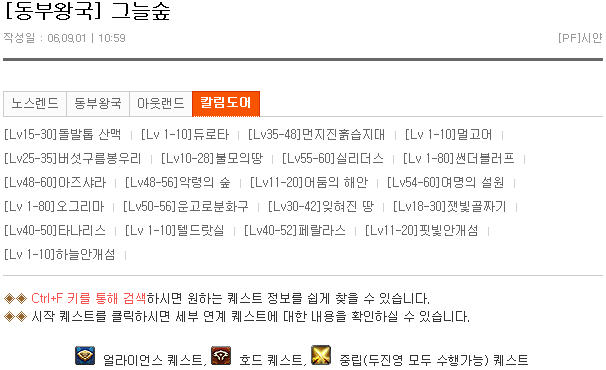 [동부왕국] 그늘숲
작성일 : 06,09,01 | 10:59 [PF]시얀
노스렌드 동부왕국 아웃랜드 칼림도어
[Lv15-30]돌발톱 산맥 | [Lv 1-10]듀로타 | [Lv35-48]먼지진흙습지대 | [Lv 1-10]멀고어 |
[Lv25-35]버섯구름봉우리 | [Lv10-28]불모의땅 | [Lv55-60]실리더스 | [Lv 1-80]썬더블러프 |
[Lv48-60]아즈샤라 | [Lv48-56]악령의 숲 | [Lv11-20]어둠의 해안 | [Lv54-60]여명의 설원 |
[Lv 1-80]오그리마 | [Lv50-56]운고로분화구 | [Lv30-42]잊혀진 땅 | [Lv18-30]잿빛골짜기 |
[Lv40-50]타나리스 | [Lv 1-10]텔드랏실 | [Lv40-52]페랄라스 | [Lv11-20]핏빛안개섬 |
[Lv 1-10]하늘안개섬 |
◈◈ Ctrl+F 키를 통해 검색하시면 원하는 퀘스트 정보를 쉽게 찾을 수 있습니다.
◈◈ 시작 퀘스트를 클릭하시면 세부 연계 퀘스트에 대한 내용을 확인하실 수 있습니다.
얼라이언스 퀘스트, 호드 퀘스트, 중립(두진영 모두 수행가능) 퀘스트